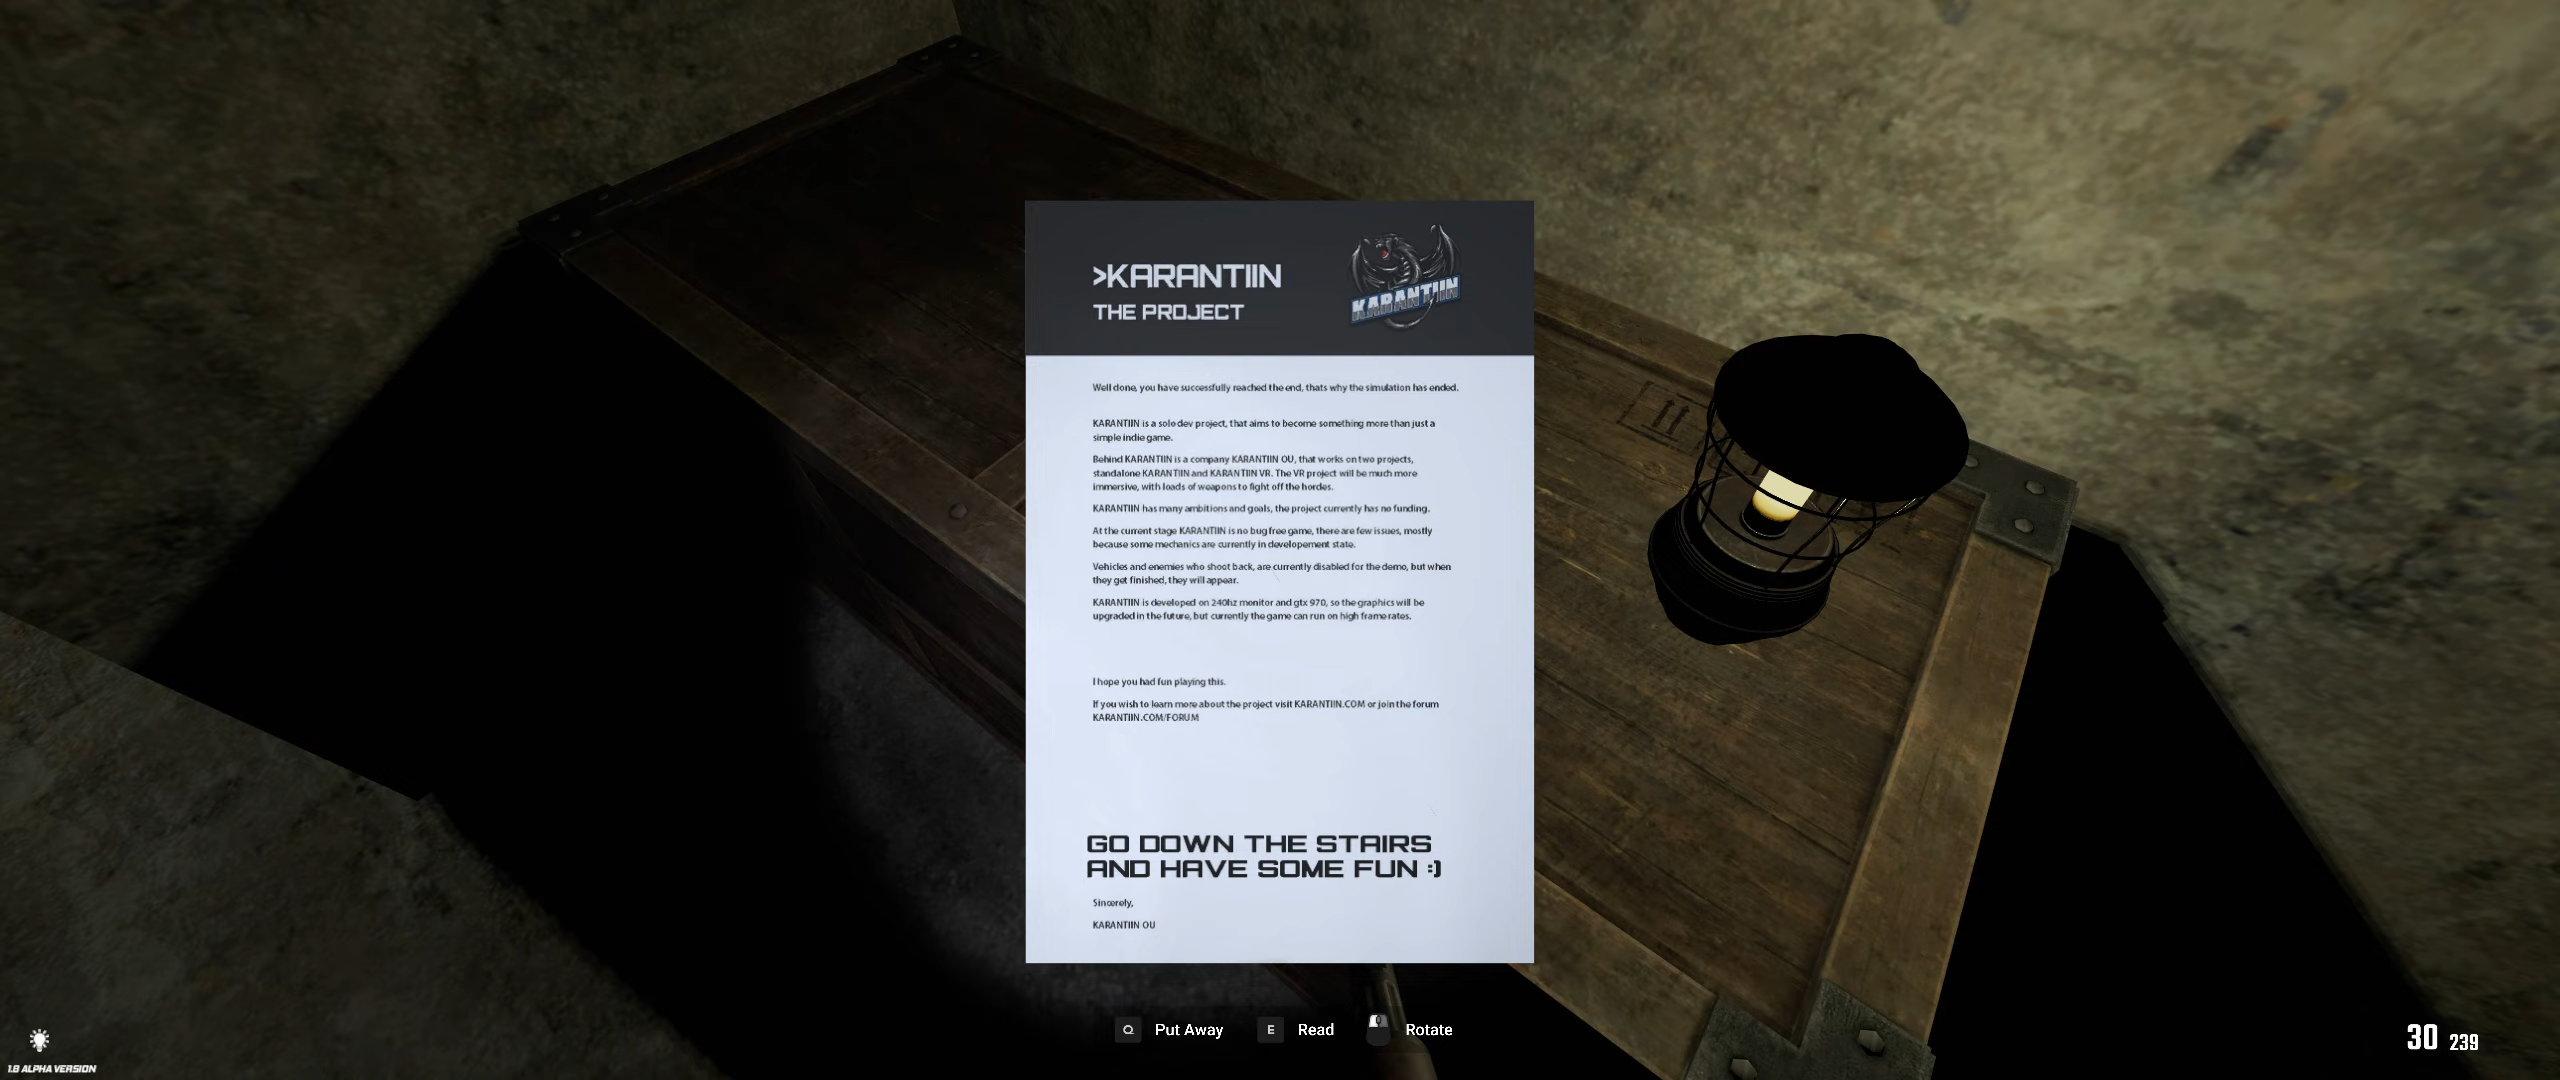 >KARANTIIN
THE PROJECT
KARANTIIN
Well done, you have successfully reached the end, thats why the simulation has ended.
KARANTIIN is a solo dev project, that aims to become something more than just a
simple indie game.
Behind KARANTIIN is a company KARANTIIN OU, that works on two projects,
standalone KARANTIIN and KARANTIIN VR. The VR project will be much more
immersive, with loads of weapons to fight off the hordes.
KARANTIIN has many ambitions and goals, the project currently has no funding.
At the current stage KARANTIIN is no bug free game, there are few issues, mostly
because some mechanics are currently in developement state.
Vehicles and enemies who shoot back, are currently disabled for the demo, but when
they get finished, they will appear.
KARANTIIN is developed on 240hz monitor and gtx 970, so the graphics will be
upgraded in the future, but currently the game can run on high frame rates.
I hope you had fun playing this.
If you wish to learn more about the project visit KARANTIIN.COM or join the forum
KARANTIIN.COM/FORUM
GO DOWN THE STAIRS
AND HAVE SOME FUN :)
Sincerely,
KARANTIIN OU
Q Put Away E Read Rotate
30 239
1.8 ALPHA VERSION